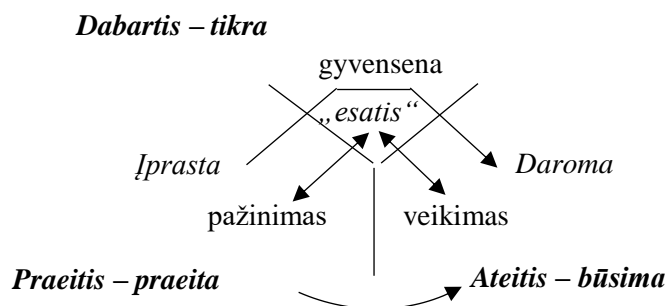 Dabartis – tikra
gyvensena
„esatis“
Įprasta
Daroma
pažinimas
veikimas
Praeitis – praeita
Ateitis – būsima